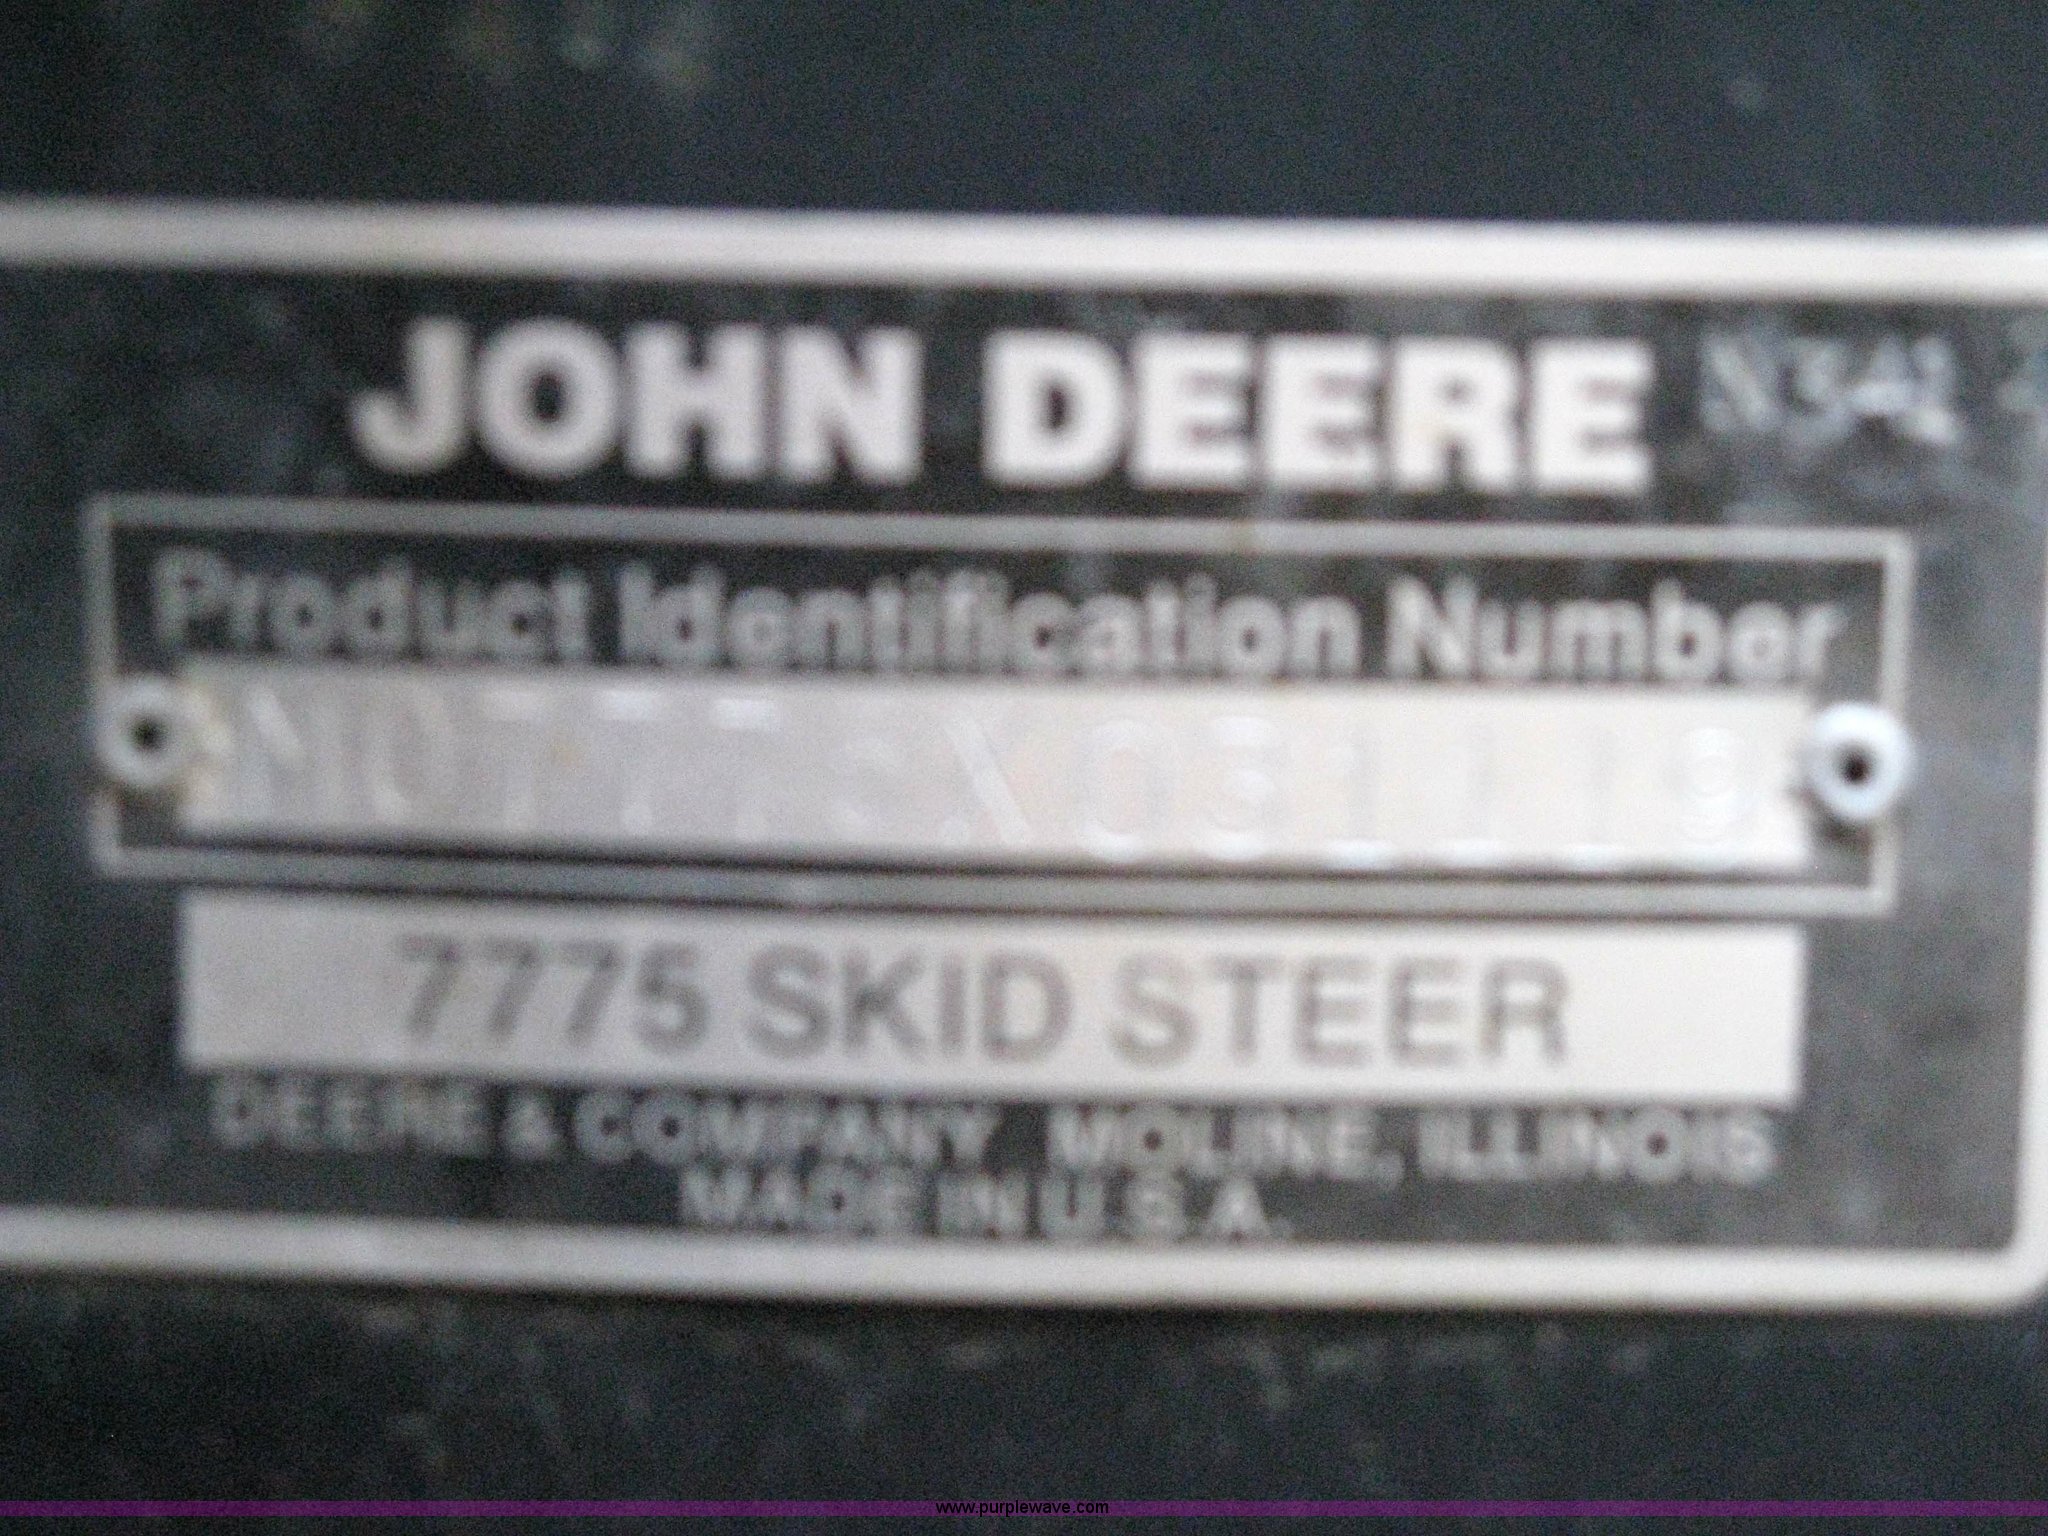 JOHN DEERE
Product Identification Number
7775 SKID STEER
DEERE & COMPANY MOLINE, ILLINOIS
MADE IN U.S.A.
www.purplewave.com